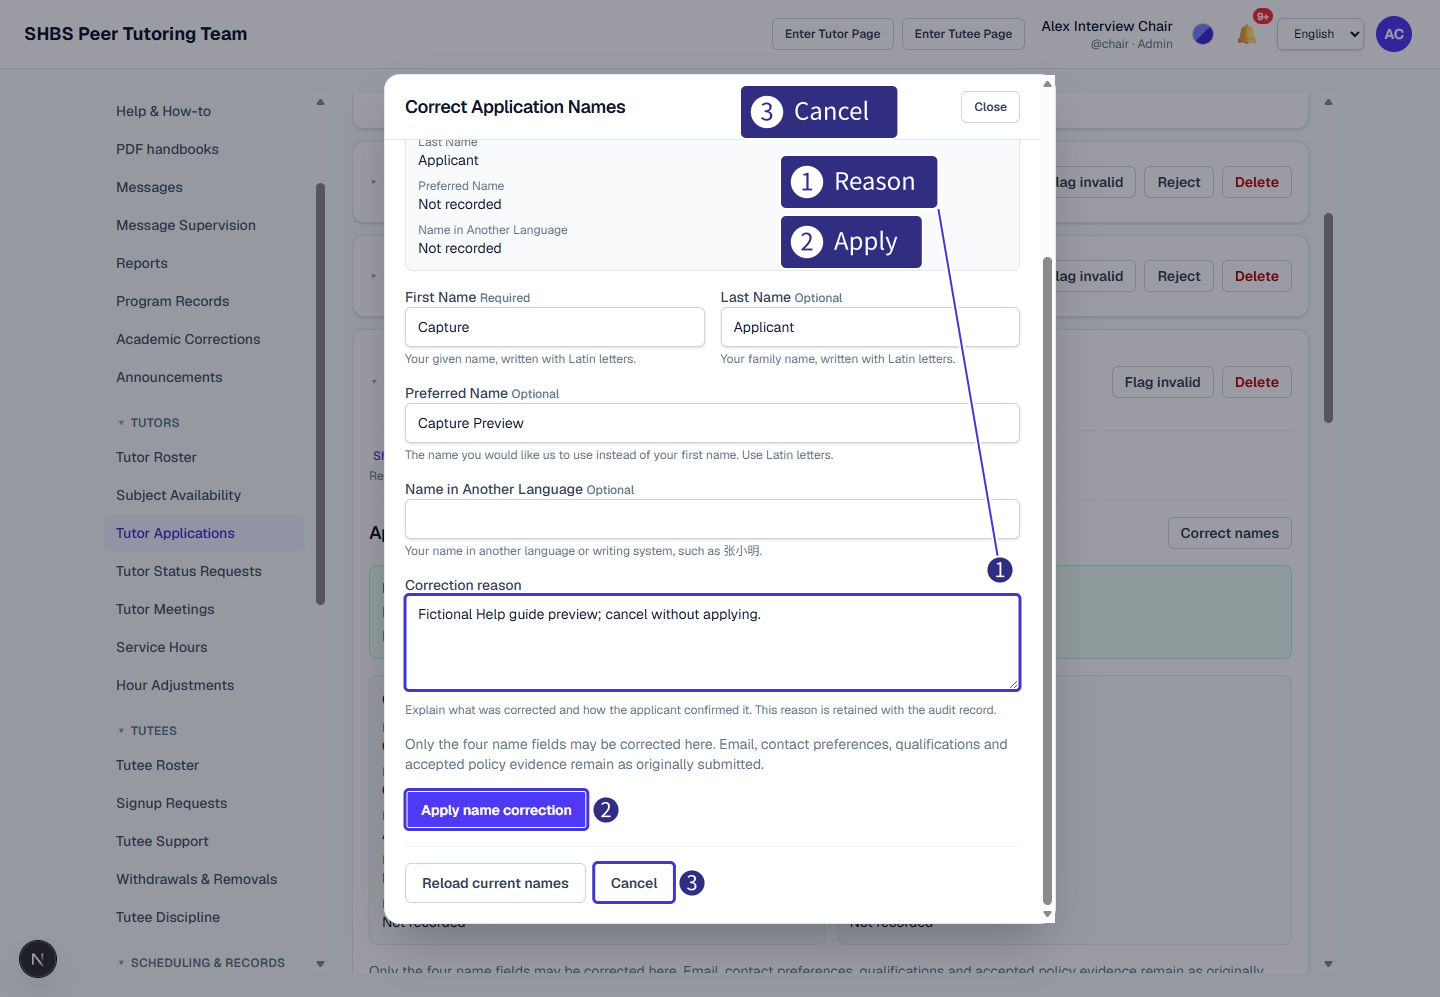 SHBS Peer Tutoring Team
Enter Tutor Page
Enter Tutee Page
Alex Interview Chair
@chair · Admin
9+
English
AC
Help & How-to
PDF handbooks
Messages
Message Supervision
Reports
Program Records
Academic Corrections
Announcements
TUTORS
Tutor Roster
Subject Availability
Tutor Applications
Tutor Status Requests
Tutor Meetings
Service Hours
Hour Adjustments
TUTEES
Tutee Roster
Signup Requests
Tutee Support
Withdrawals & Removals
Tutee Discipline
SCHEDULING & RECORDS
N
Correct Application Names
3 Cancel
Close
Last Name
Applicant
1 Reason
Preferred Name
Not recorded
2 Apply
Name in Another Language
Not recorded
First Name Required
Last Name Optional
Capture
Applicant
Your given name, written with Latin letters.
Your family name, written with Latin letters.
Preferred Name Optional
Capture Preview
The name you would like us to use instead of your first name. Use Latin letters.
Name in Another Language Optional
Your name in another language or writing system, such as 张小明.
1
Correction reason
Fictional Help guide preview; cancel without applying.
Explain what was corrected and how the applicant confirmed it. This reason is retained with the audit record.
Only the four name fields may be corrected here. Email, contact preferences, qualifications and
accepted policy evidence remain as originally submitted.
Apply name correction
2
Reload current names
Cancel
3
lag invalid
Reject
Delete
lag invalid
Reject
Delete
Flag invalid
Delete
Correct names
Not recorded
Not recorded
Only the four name fields may be corrected here. Email, contact preferences, qualifications and accepted policy evidence remain as originally